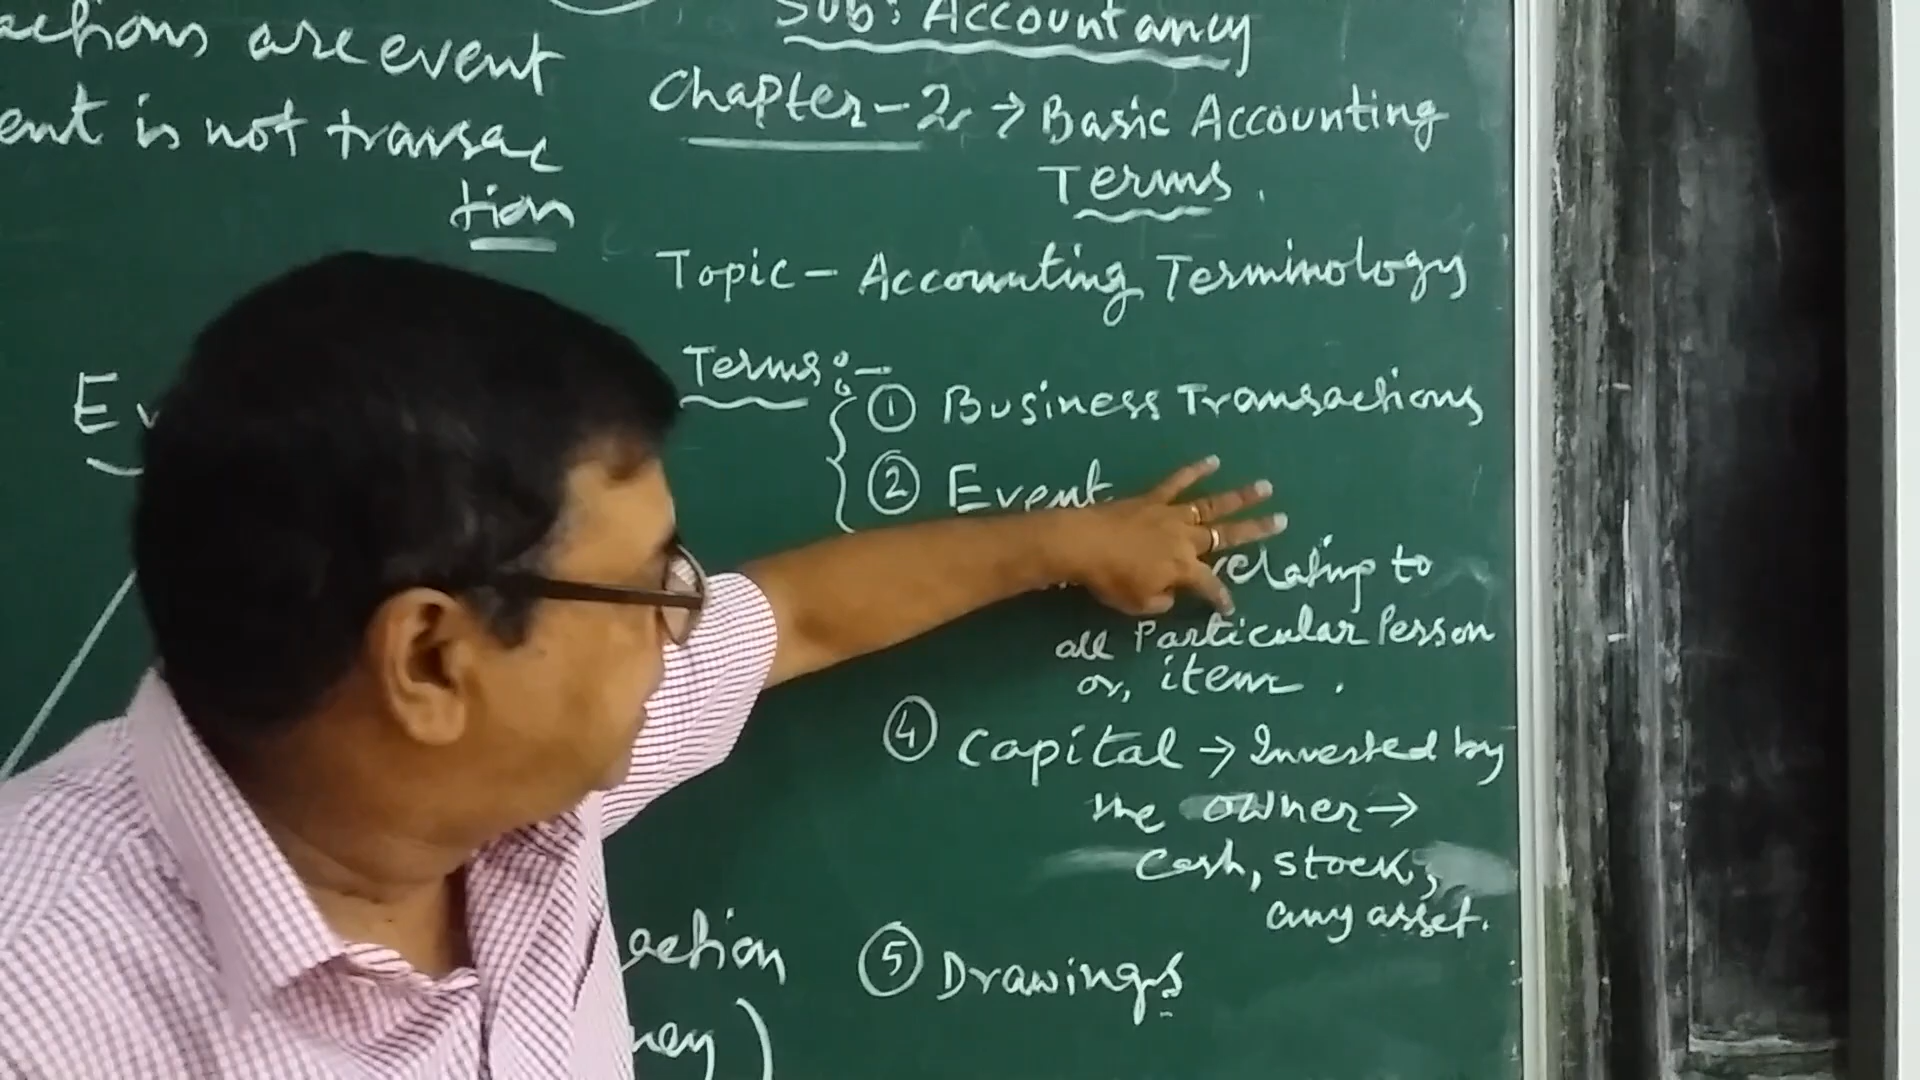 actions are event
ent is not transac
tion
Ev
action
ney)
Sub: Accountancy
Chapter-2 → Basic Accounting
Terms.
Topic - Accounting Terminology
Terms:-
① Business Transactions
② Event
relating to
all Particular Person
or, item.
④ Capital → Invested by
the owner →
Cash, stock,
any asset.
⑤ Drawings